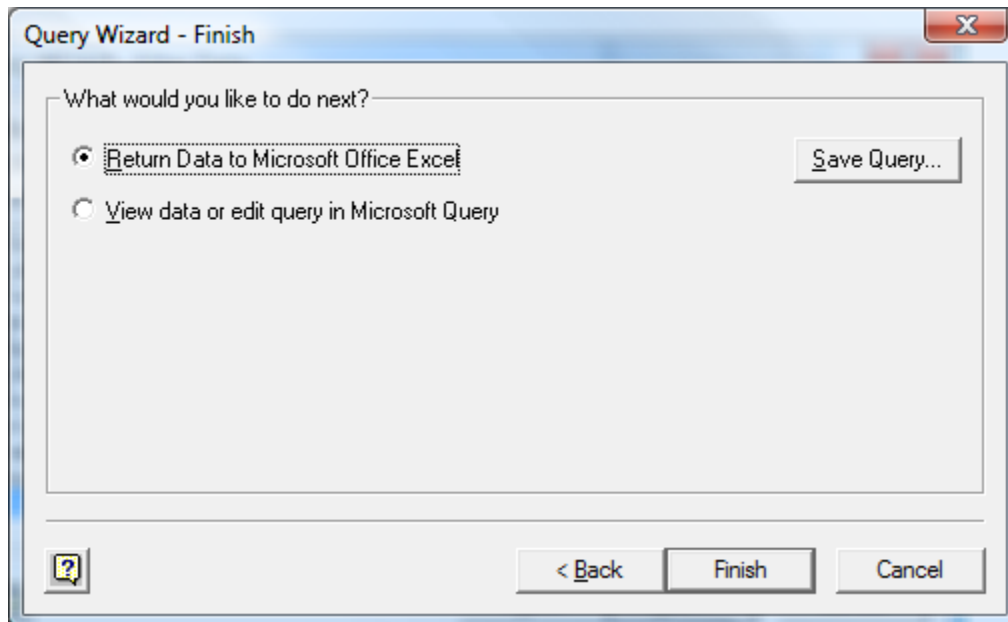 Query Wizard - Finish
What would you like to do next?
Return Data to Microsoft Office Excel
Save Query...
View data or edit query in Microsoft Query
?
< Back
Finish
Cancel